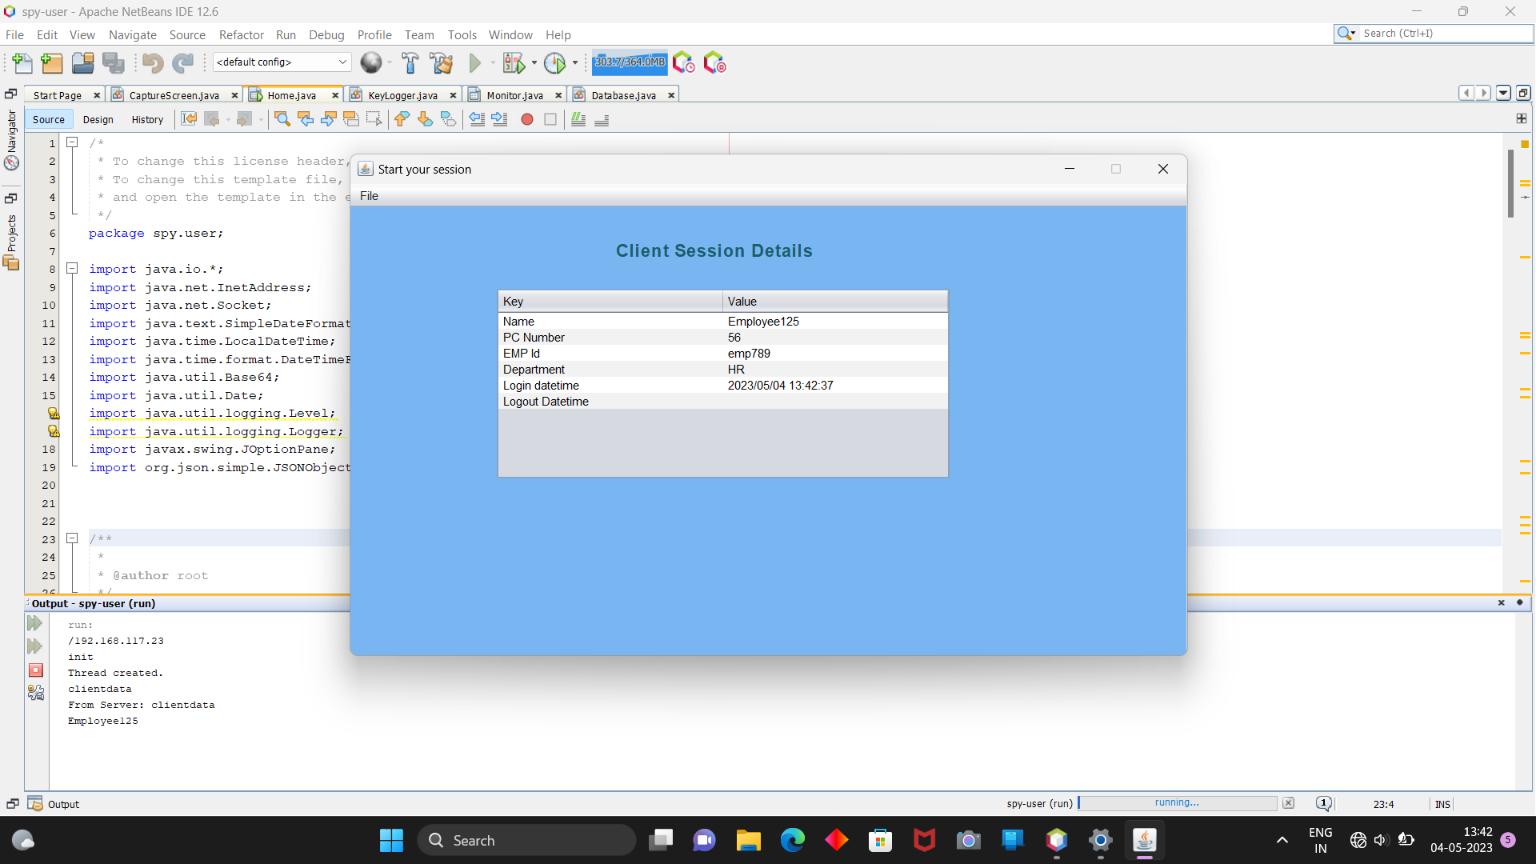 spy-user - Apache NetBeans IDE 12.6
File Edit View Navigate Source Refactor Run Debug Profile Team Tools Window Help
Search (Ctrl+I)
<default config>
303.7/364.0MB
Start Page CaptureScreen.java Home.java KeyLogger.java Monitor.java Database.java
Source Design History
Navigator
Projects
1 /*
2 * To change this license header,
3 * To change this template file,
4 * and open the template in the e
5 */
6 package spy.user;
7
8 import java.io.*;
9 import java.net.InetAddress;
10 import java.net.Socket;
11 import java.text.SimpleDateFormat
12 import java.time.LocalDateTime;
13 import java.time.format.DateTimeF
14 import java.util.Base64;
15 import java.util.Date;
import java.util.logging.Level;
import java.util.logging.Logger;
18 import javax.swing.JOptionPane;
19 import org.json.simple.JSONObject
20
21
22
23 /**
24 *
25 * @author root
26 */
Start your session
File
Client Session Details
Key Value
Name Employee125
PC Number 56
EMP Id emp789
Department HR
Login datetime 2023/05/04 13:42:37
Logout Datetime
Output - spy-user (run)
run:
/192.168.117.23
init
Thread created.
clientdata
From Server: clientdata
Employee125
Output
spy-user (run) running... 1 23:4 INS
Search
ENG
IN
13:42
04-05-2023
5